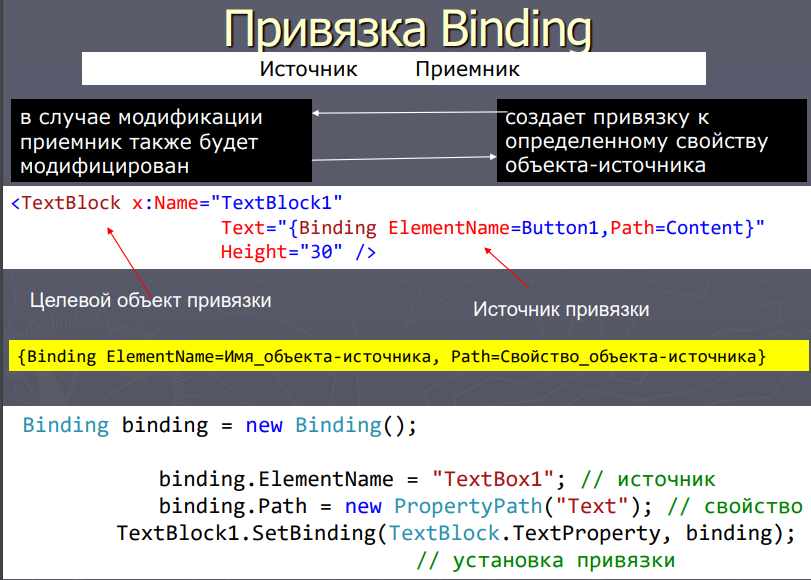 Привязка Binding
Источник Приемник
в случае модификации
приемник также будет
модифицирован
создает привязку к
определенному свойству
объекта-источника
<TextBlock x:Name="TextBlock1"
Text="{Binding ElementName=Button1,Path=Content}"
Height="30" />
Целевой объект привязки
Источник привязки
{Binding ElementName=Имя_объекта-источника, Path=Свойство_объекта-источника}
Binding binding = new Binding();
binding.ElementName = "TextBox1"; // источник
binding.Path = new PropertyPath("Text"); // свойство
TextBlock1.SetBinding(TextBlock.TextProperty, binding);
// установка привязки